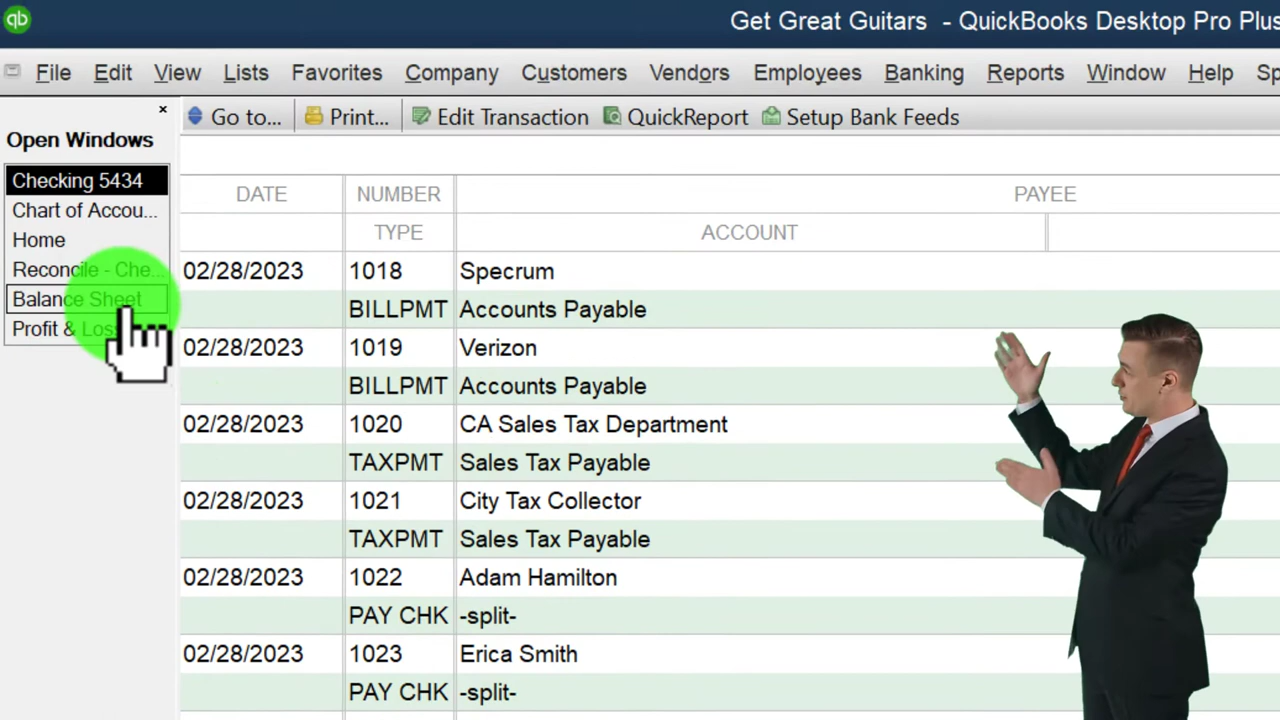 qb
Get Great Guitars - QuickBooks Desktop Pro Plus
File Edit View Lists Favorites Company Customers Vendors Employees Banking Reports Window Help Sp
× Go to... Print... Edit Transaction QuickReport Setup Bank Feeds
Open Windows
Checking 5434
Chart of Accou...
Home
Reconcile - Che...
Balance Sheet
Profit & Loss
DATE NUMBER PAYEE
TYPE ACCOUNT
02/28/2023 1018 Specrum
BILLPMT Accounts Payable
02/28/2023 1019 Verizon
BILLPMT Accounts Payable
02/28/2023 1020 CA Sales Tax Department
TAXPMT Sales Tax Payable
02/28/2023 1021 City Tax Collector
TAXPMT Sales Tax Payable
02/28/2023 1022 Adam Hamilton
PAY CHK -split-
02/28/2023 1023 Erica Smith
PAY CHK -split-